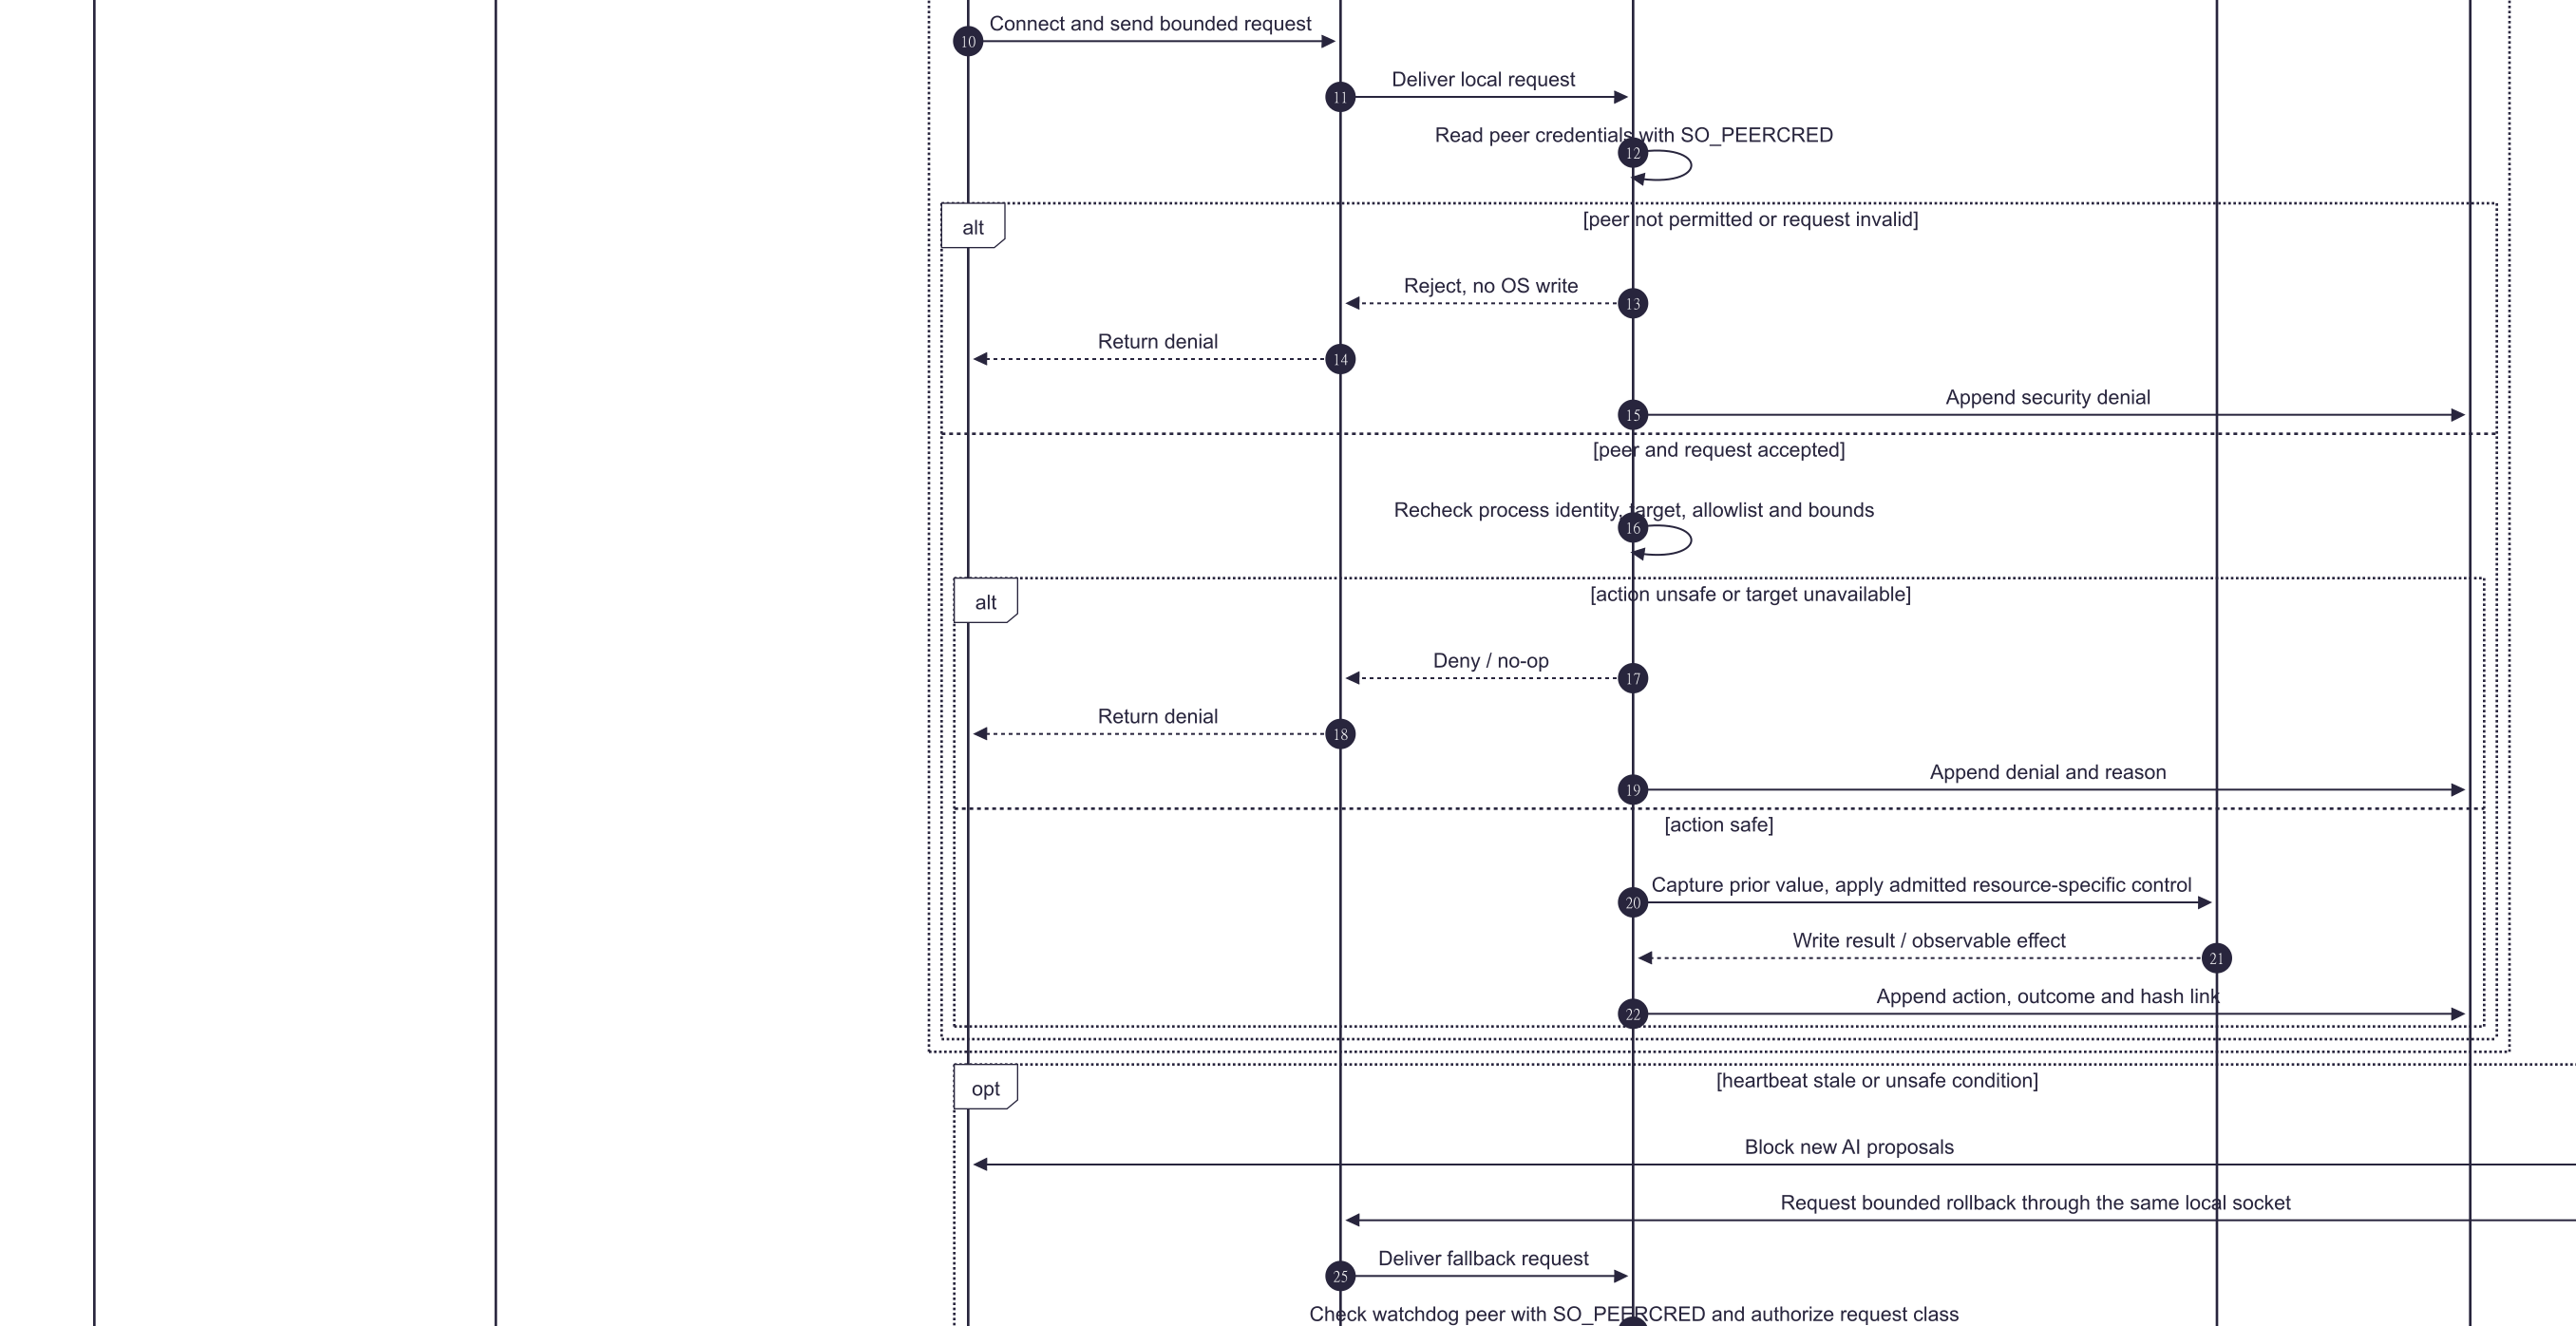 Connect and send bounded request
10
Deliver local request
11
Read peer credentials with SO_PEERCRED
12
alt
[peer not permitted or request invalid]
Reject, no OS write
13
Return denial
14
Append security denial
15
[peer and request accepted]
Recheck process identity, target, allowlist and bounds
16
alt
[action unsafe or target unavailable]
Deny / no-op
17
Return denial
18
Append denial and reason
19
[action safe]
Capture prior value, apply admitted resource-specific control
20
Write result / observable effect
21
Append action, outcome and hash link
22
opt
[heartbeat stale or unsafe condition]
Block new AI proposals
Request bounded rollback through the same local socket
Deliver fallback request
25
Check watchdog peer with SO_PEERCRED and authorize request class